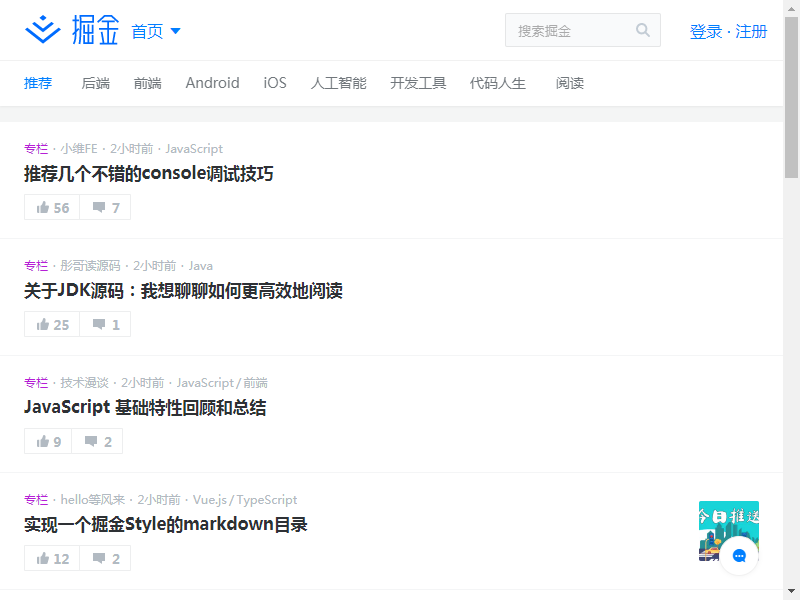 掘金 首页 搜索掘金 登录 · 注册
推荐 后端 前端 Android iOS 人工智能 开发工具 代码人生 阅读
专栏 · 小维FE · 2小时前 · JavaScript
推荐几个不错的console调试技巧
56 7
专栏 · 彤哥读源码 · 2小时前 · Java
关于JDK源码：我想聊聊如何更高效地阅读
25 1
专栏 · 技术漫谈 · 2小时前 · JavaScript / 前端
JavaScript 基础特性回顾和总结
9 2
专栏 · hello等风来 · 2小时前 · Vue.js / TypeScript
实现一个掘金Style的markdown目录
今日推送
12 2